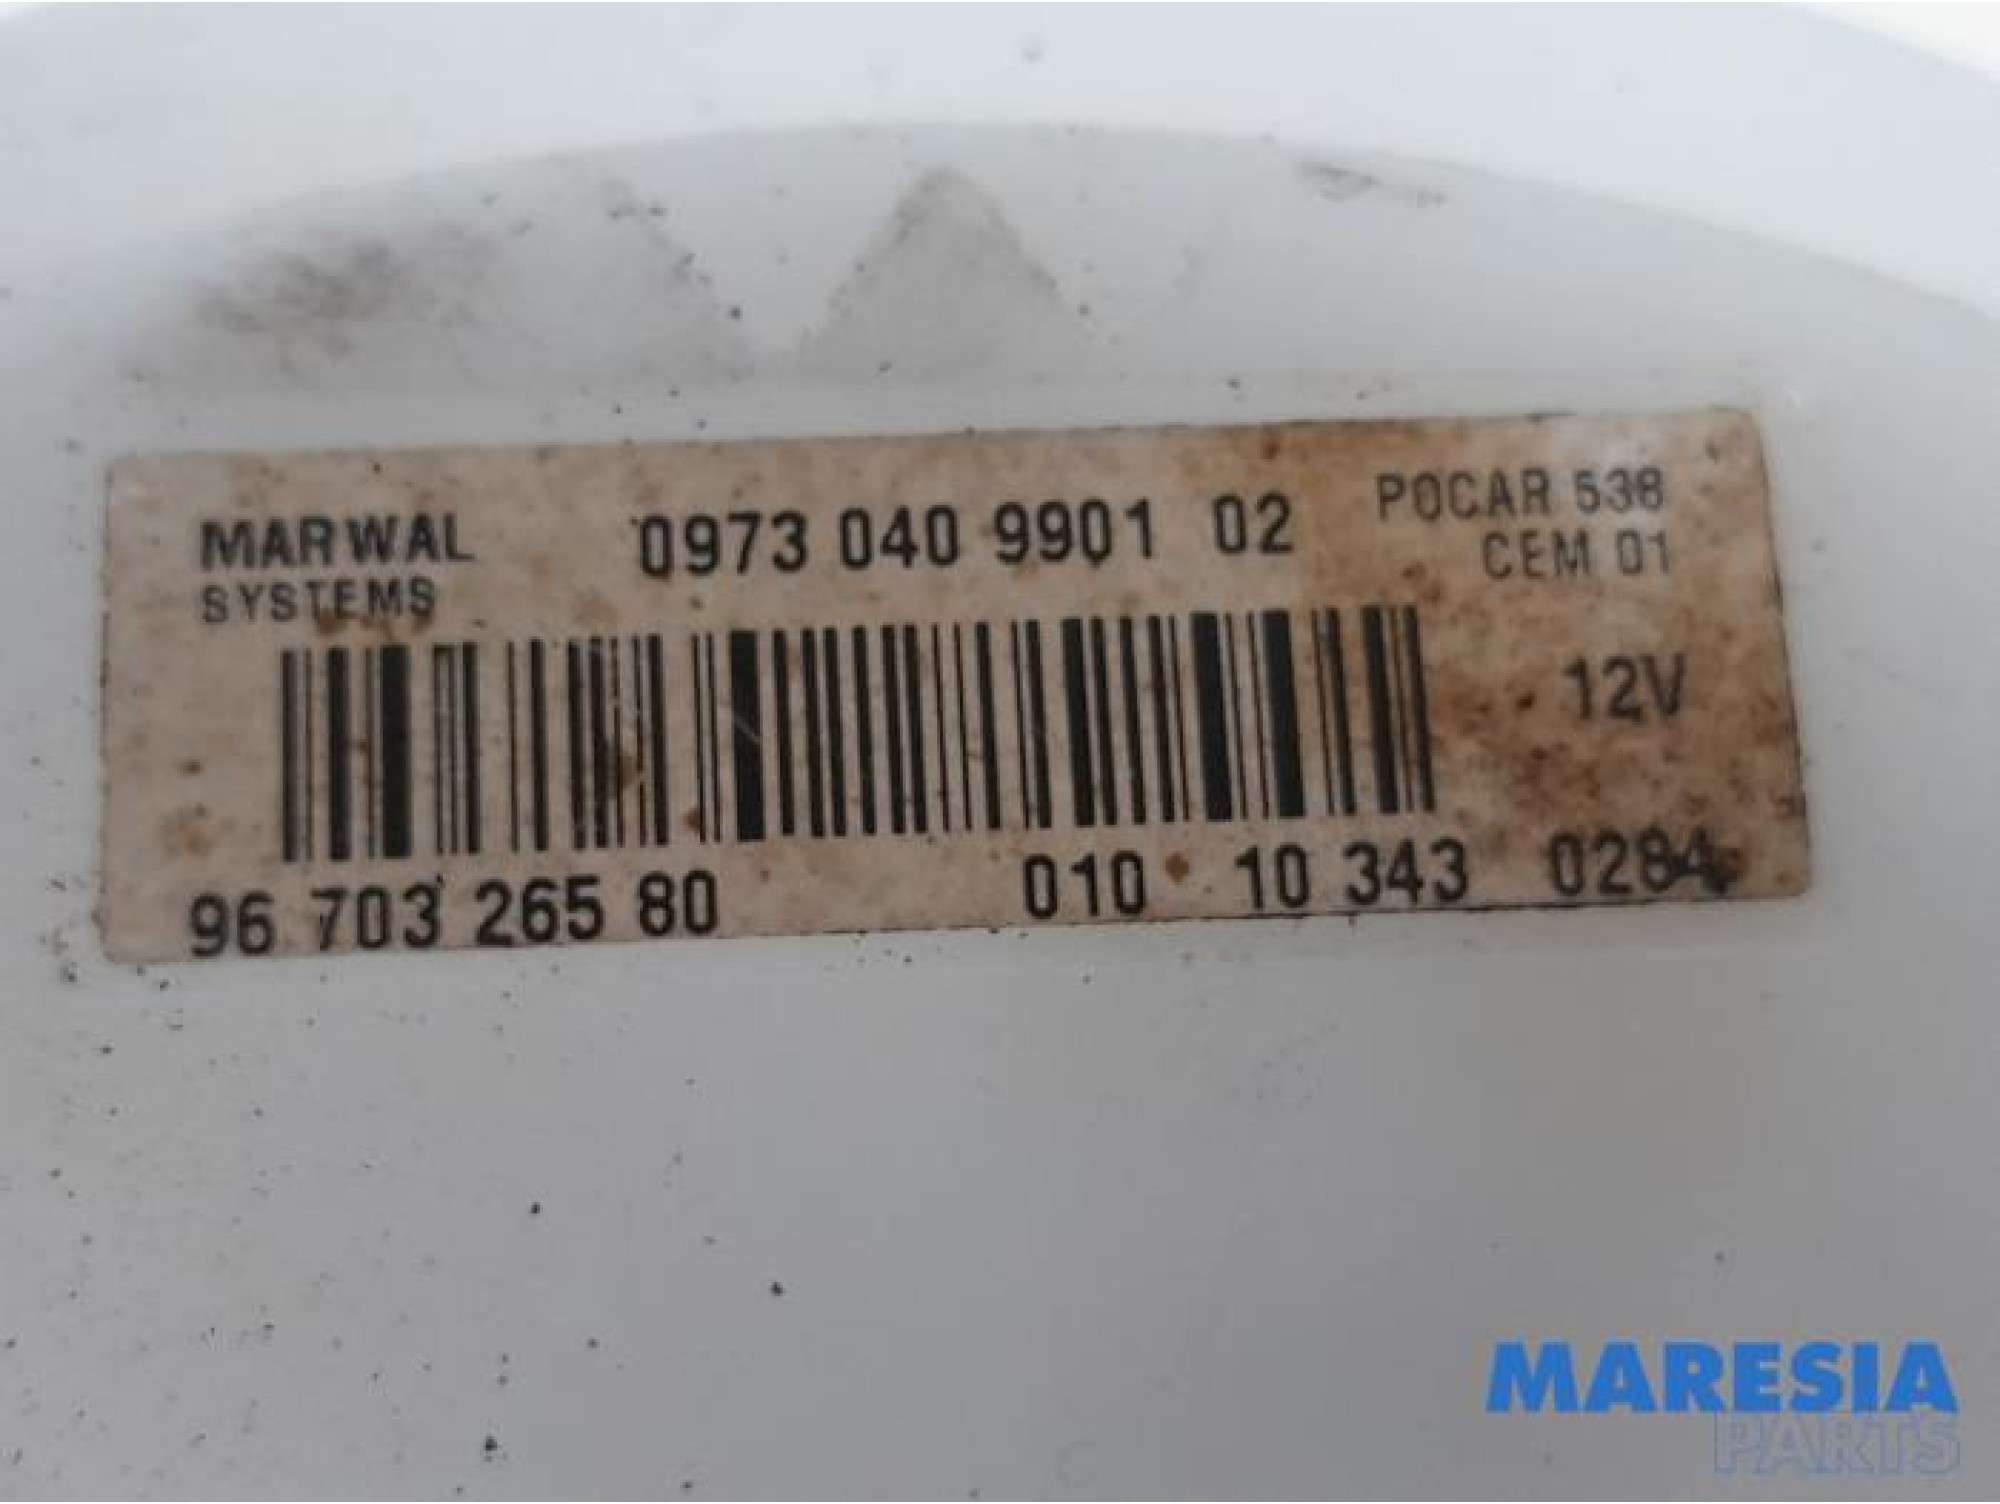 MARWAL 0973 040 9901 02 POCAR 538
SYSTEMS CEM 01
12V
96 703 265 80 010 10 343 0284
MARESIA
PARTS